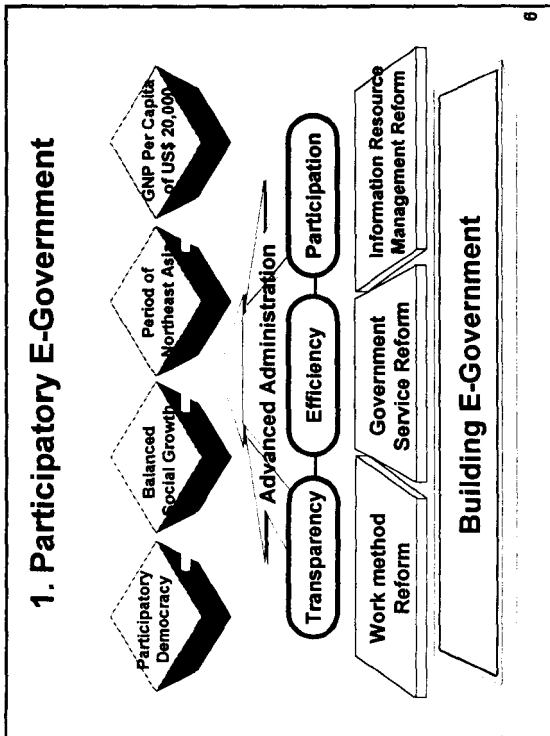 1. Participatory E-Government
Participatory
Democracy
Balanced
Social Growth
Period of
Northeast Asia
GNP Per Capita
of US$ 20,000
Advanced Administration
Transparency
Efficiency
Participation
Work method
Reform
Government
Service Reform
Information Resource
Management Reform
Building E-Government
6